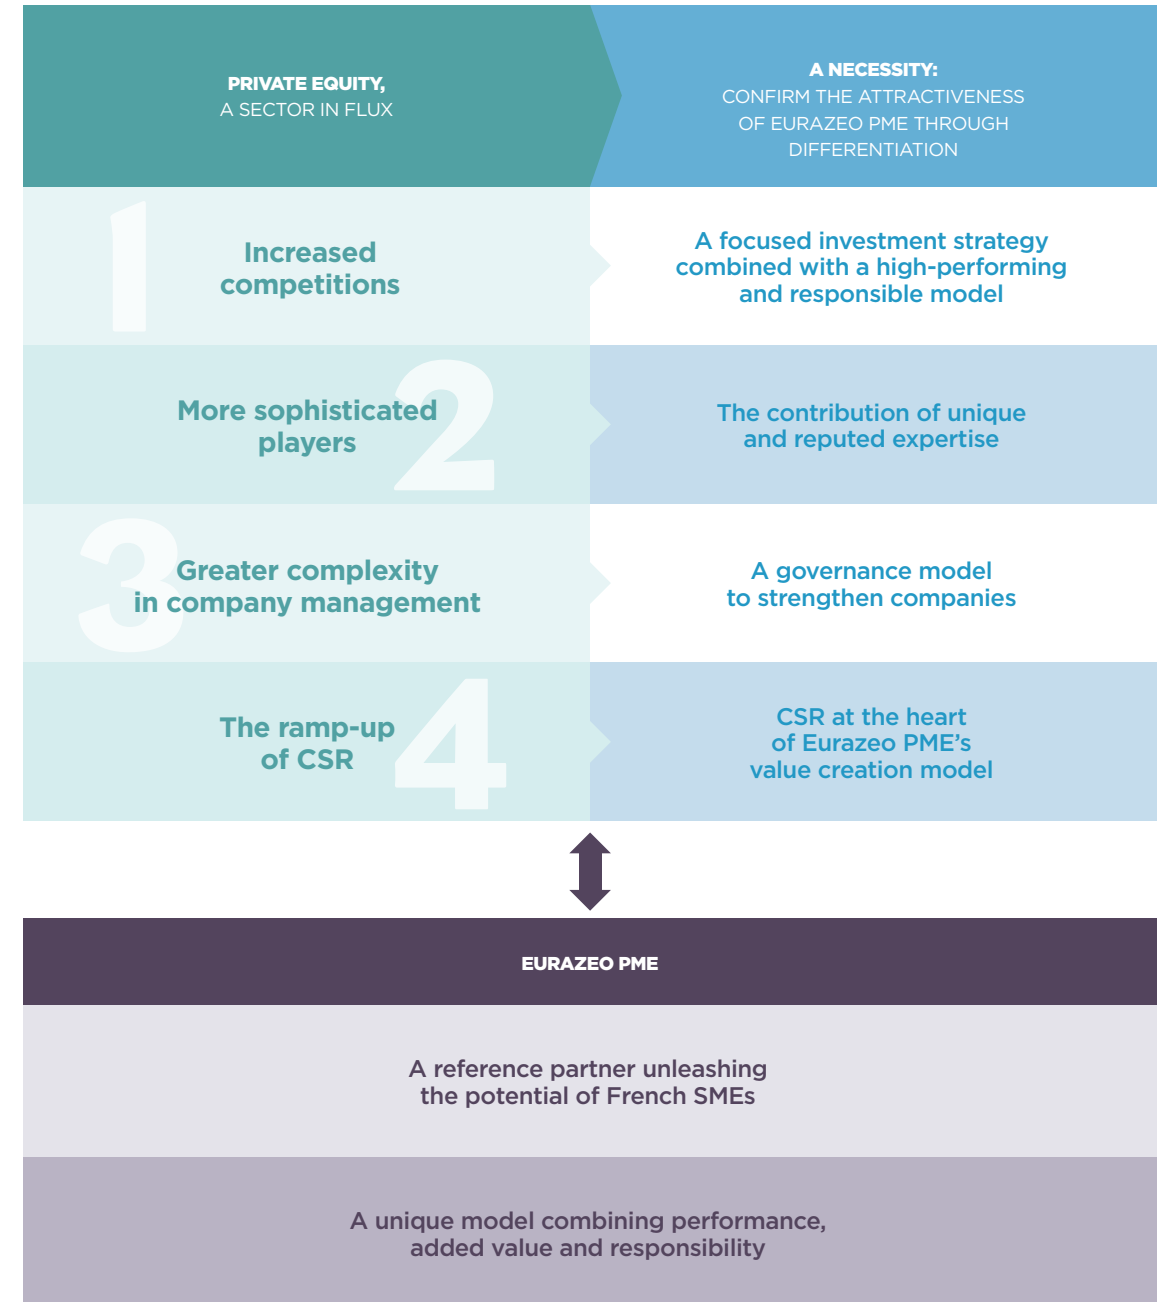 PRIVATE EQUITY,
A SECTOR IN FLUX
A NECESSITY:
CONFIRM THE ATTRACTIVENESS
OF EURAZEO PME THROUGH
DIFFERENTIATION
1
Increased
competitions
A focused investment strategy
combined with a high-performing
and responsible model
2
More sophisticated
players
The contribution of unique
and reputed expertise
3
Greater complexity
in company management
A governance model
to strengthen companies
4
The ramp-up
of CSR
CSR at the heart
of Eurazeo PME’s
value creation model
EURAZEO PME
A reference partner unleashing
the potential of French SMEs
A unique model combining performance,
added value and responsibility